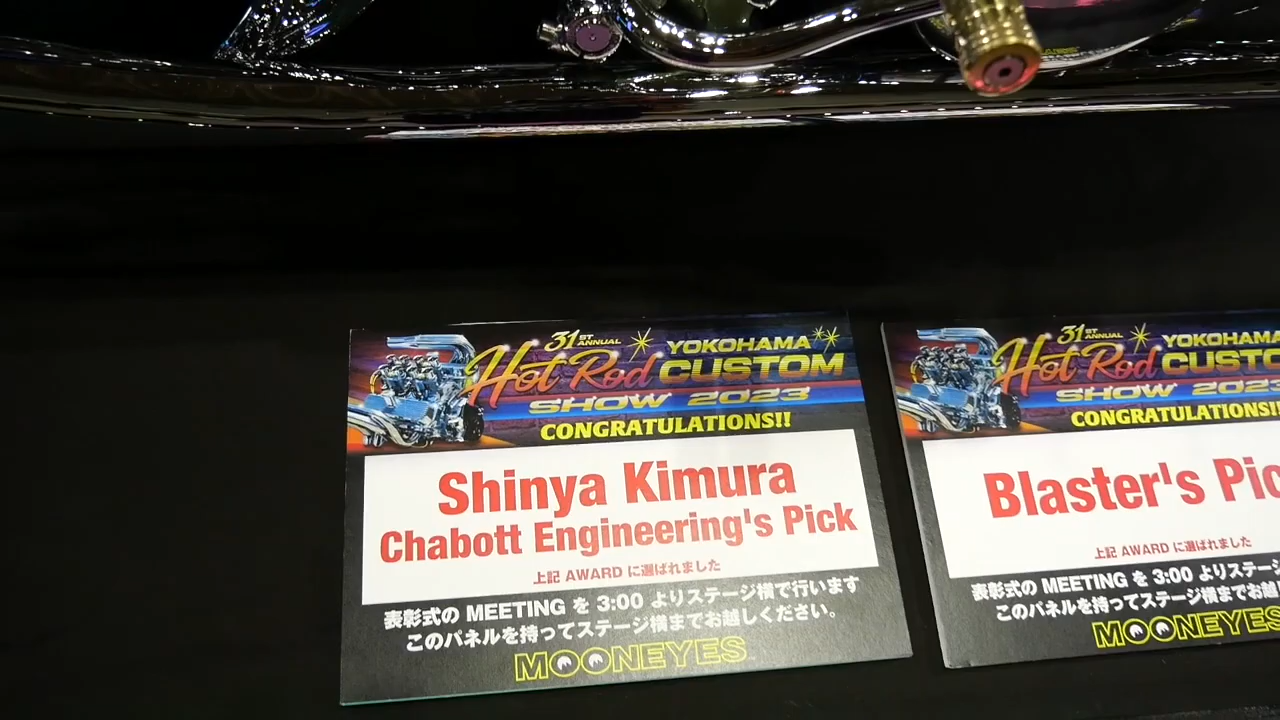 31ST ANNUAL
Hot Rod YOKOHAMA CUSTOM
SHOW 2023
CONGRATULATIONS!!
Shinya Kimura
Chabott Engineering's Pick
上記 AWARD に選ばれました
表彰式の MEETING を 3:00 よりステージ横で行います
このパネルを持ってステージ横までお越しください。
MOONEYES
31ST ANNUAL
Hot Rod YOKOHAMA
SHOW 2023
CONGRATULATIONS!!
Blaster's
上記 AWARD に選ばれました
表彰式の MEETING を 3:00 よりステー
このパネルを持ってステージ横までお越
MOONEYES